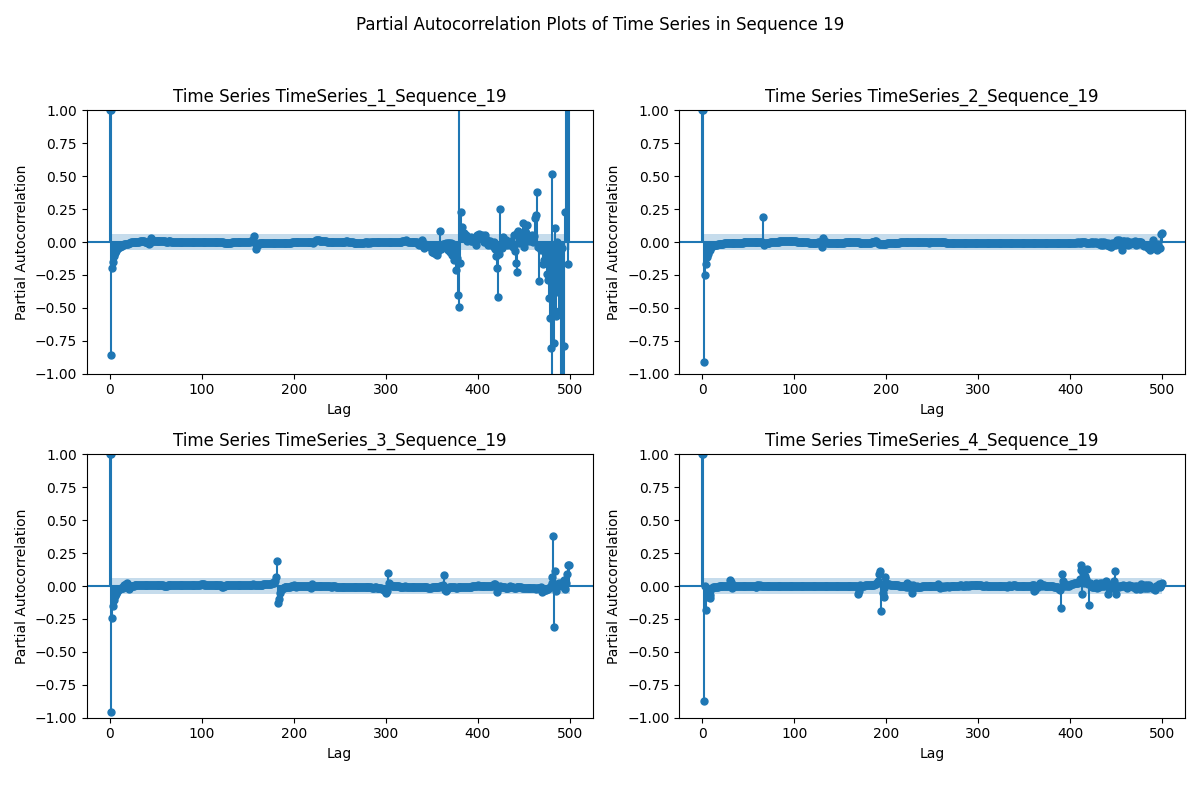 Partial Autocorrelation Plots of Time Series in Sequence 19
Time Series TimeSeries_1_Sequence_19
1.00
0.75
0.50
0.25
0.00
−0.25
−0.50
−0.75
−1.00
Partial Autocorrelation
0 100 200 300 400 500
Lag
Time Series TimeSeries_2_Sequence_19
1.00
0.75
0.50
0.25
0.00
−0.25
−0.50
−0.75
−1.00
Partial Autocorrelation
0 100 200 300 400 500
Lag
Time Series TimeSeries_3_Sequence_19
1.00
0.75
0.50
0.25
0.00
−0.25
−0.50
−0.75
−1.00
Partial Autocorrelation
0 100 200 300 400 500
Lag
Time Series TimeSeries_4_Sequence_19
1.00
0.75
0.50
0.25
0.00
−0.25
−0.50
−0.75
−1.00
Partial Autocorrelation
0 100 200 300 400 500
Lag